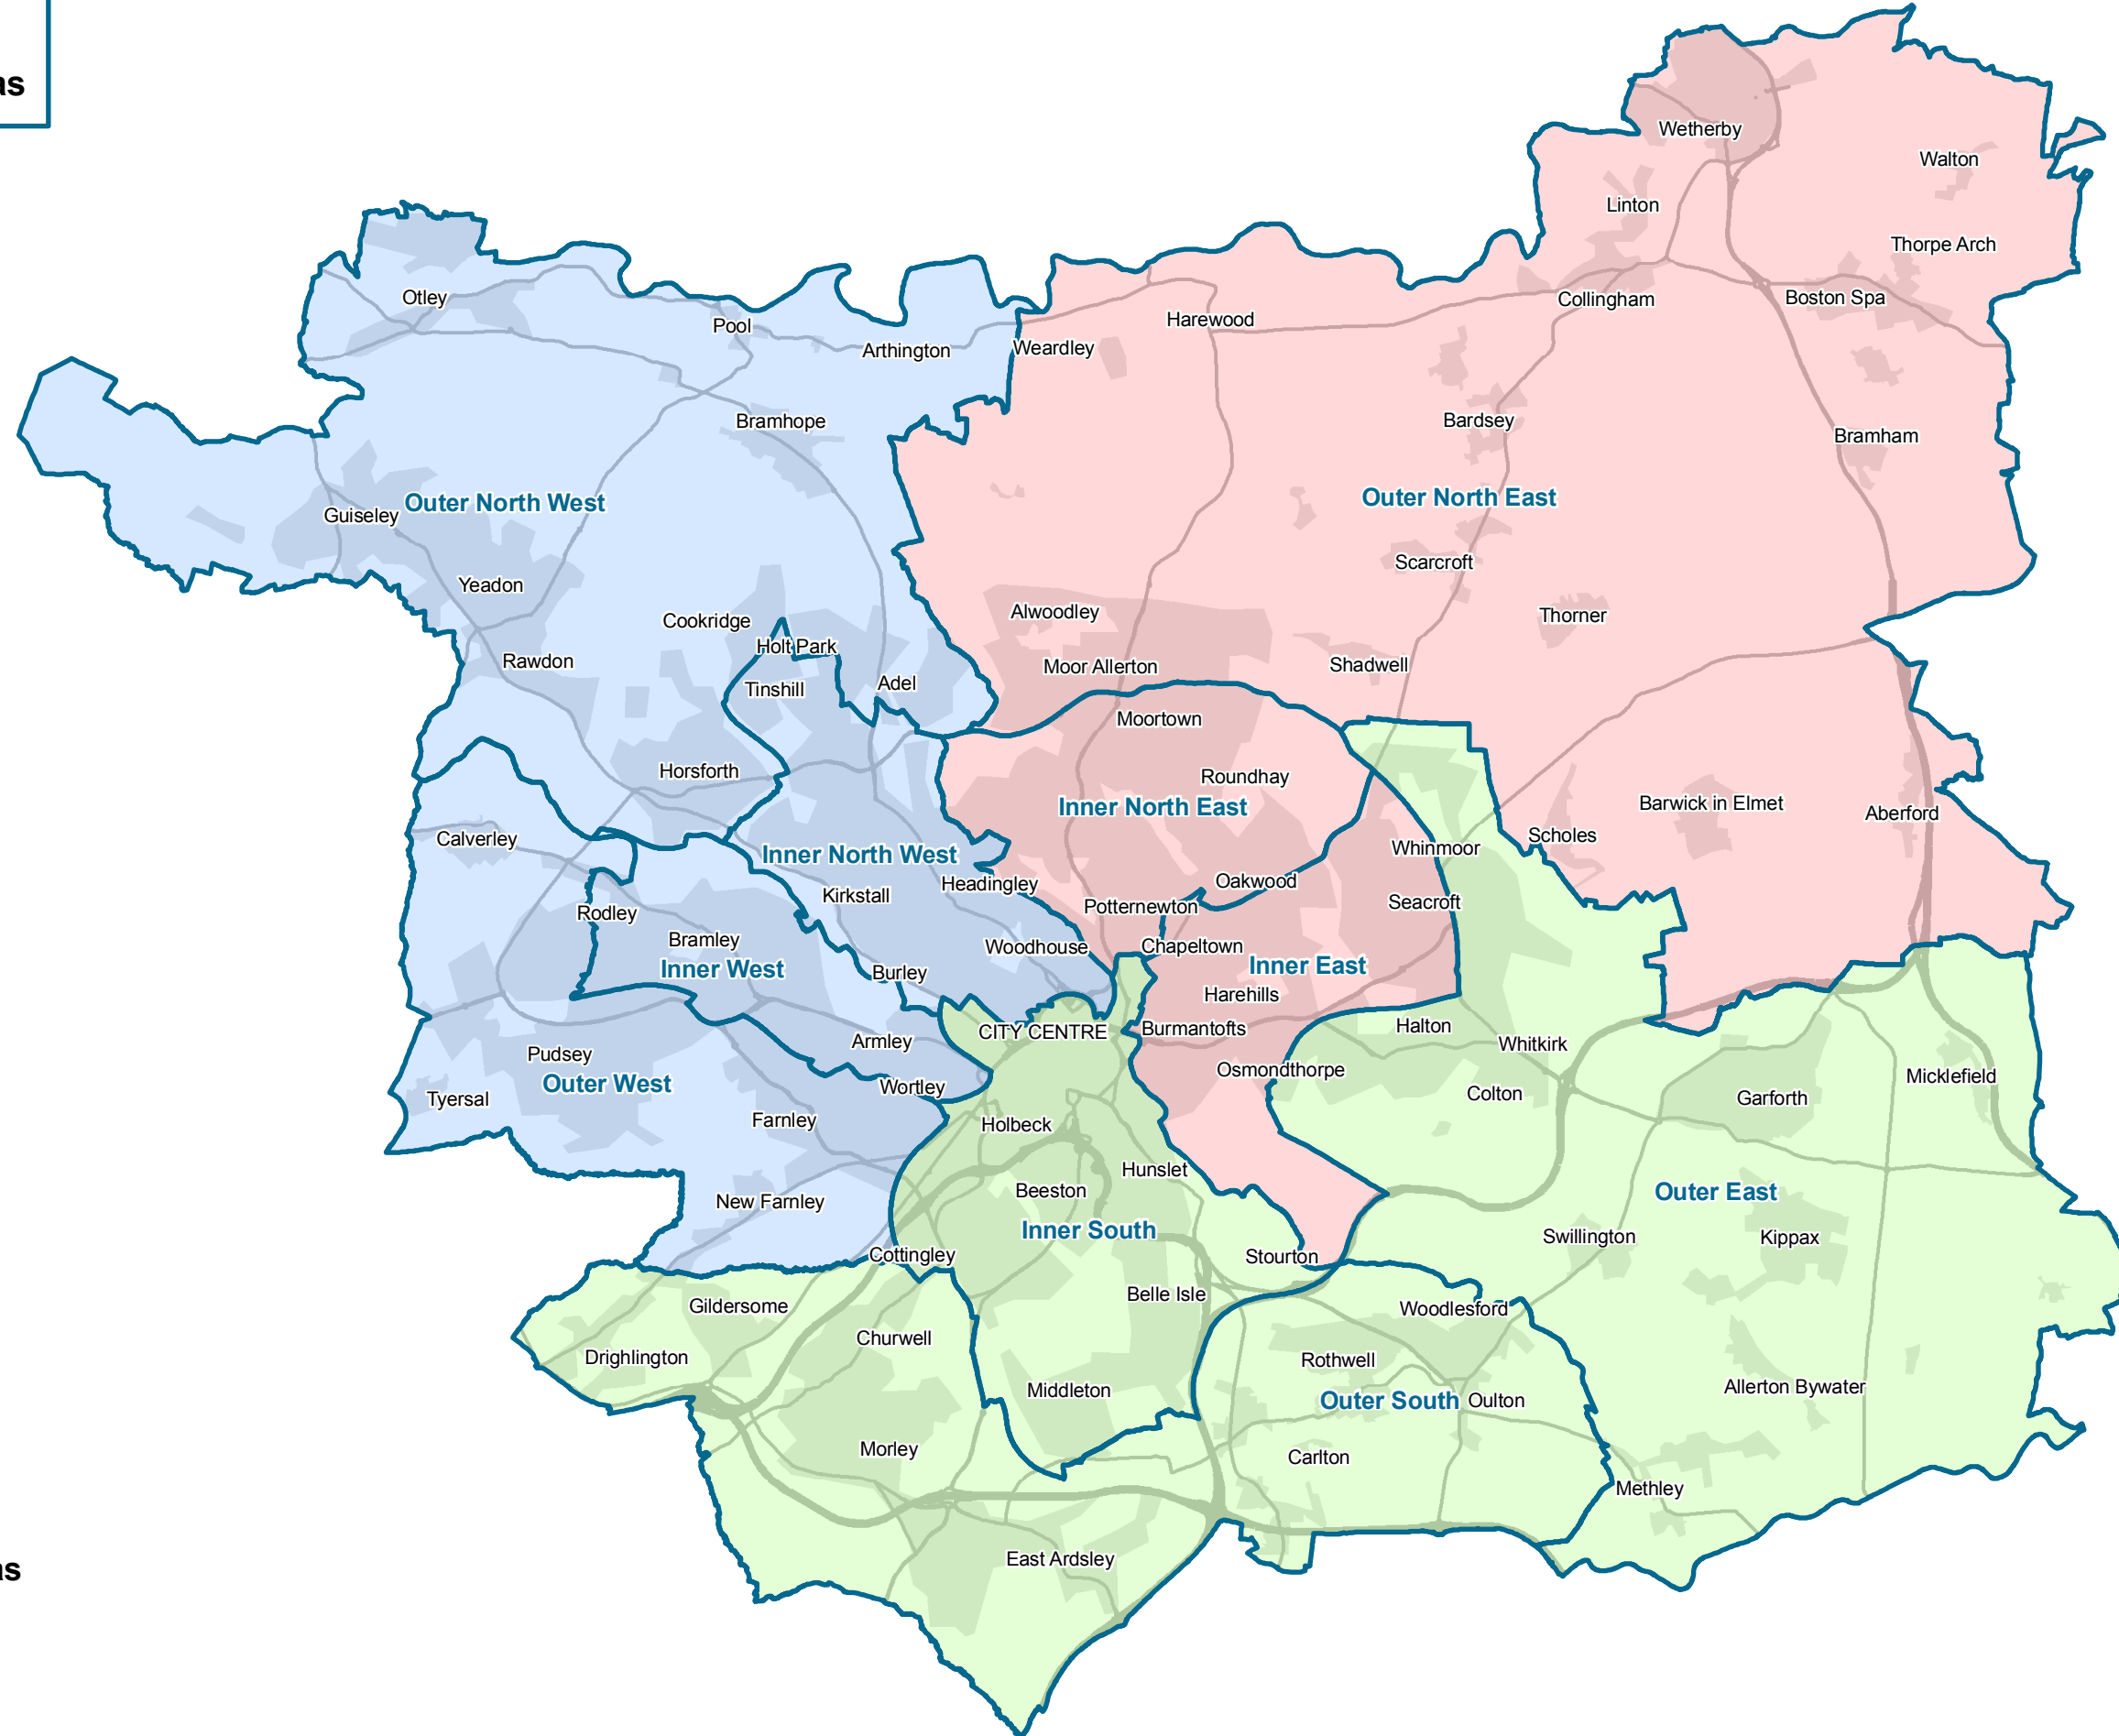 as
Wetherby
Walton
Linton
Thorpe Arch
Otley
Collingham
Boston Spa
Harewood
Pool
Weardley
Arthington
Bramhope
Bardsey
Bramham
Outer North West
Outer North East
Guiseley
Scarcroft
Yeadon
Alwoodley
Thorner
Cookridge
Holt Park
Rawdon
Moor Allerton
Shadwell
Tinshill
Adel
Moortown
Horsforth
Roundhay
Inner North East
Barwick in Elmet
Aberford
Calverley
Scholes
Whinmoor
Inner North West
Headingley
Oakwood
Kirkstall
Potternewton
Seacroft
Rodley
Bramley
Woodhouse
Chapeltown
Inner West
Inner East
Burley
Harehills
CITY CENTRE
Burmantofts
Halton
Armley
Whitkirk
Pudsey
Osmondthorpe
Micklefield
Outer West
Wortley
Colton
Garforth
Tyersal
Farnley
Holbeck
Hunslet
Beeston
Outer East
New Farnley
Inner South
Swillington
Kippax
Cottingley
Stourton
Belle Isle
Gildersome
Woodlesford
Churwell
Drighlington
Rothwell
Middleton
Allerton Bywater
Outer South
Oulton
Morley
Carlton
Methley
East Ardsley
as